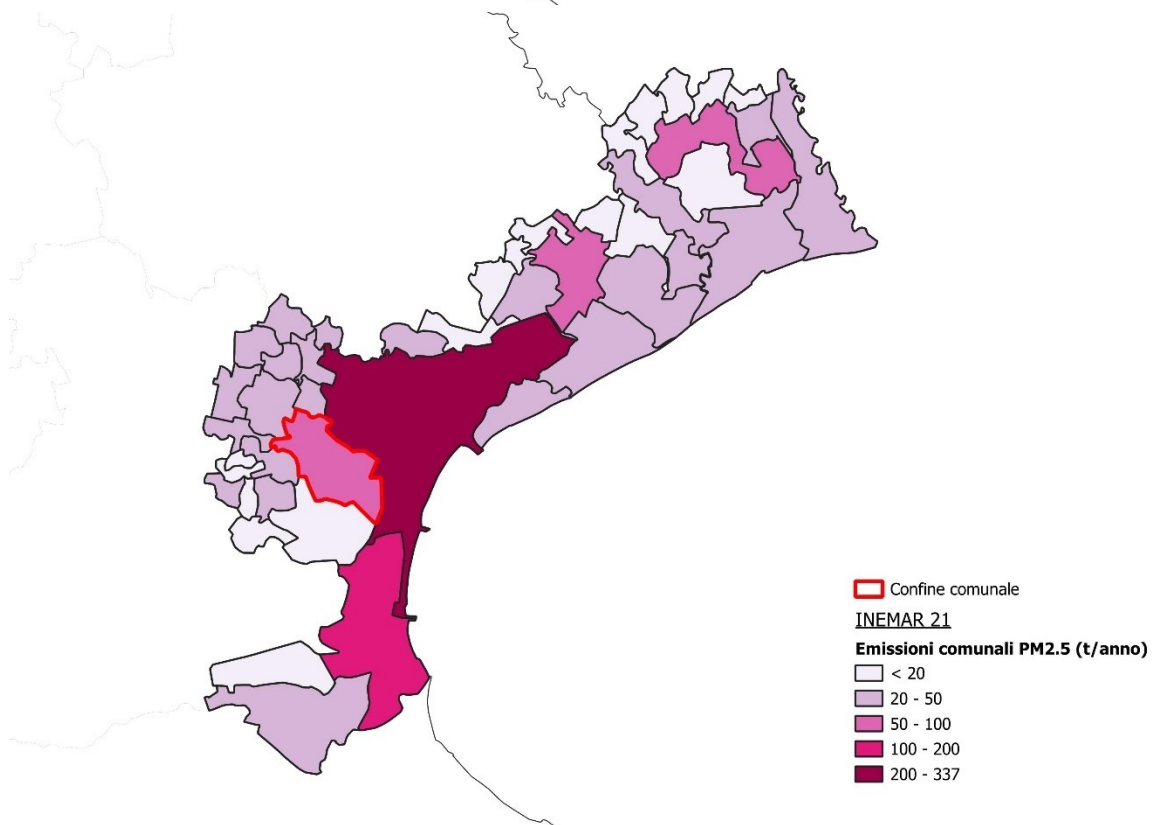 Confine comunale
INEMAR 21
Emissioni comunali PM2.5 (t/anno)
< 20
20 - 50
50 - 100
100 - 200
200 - 337